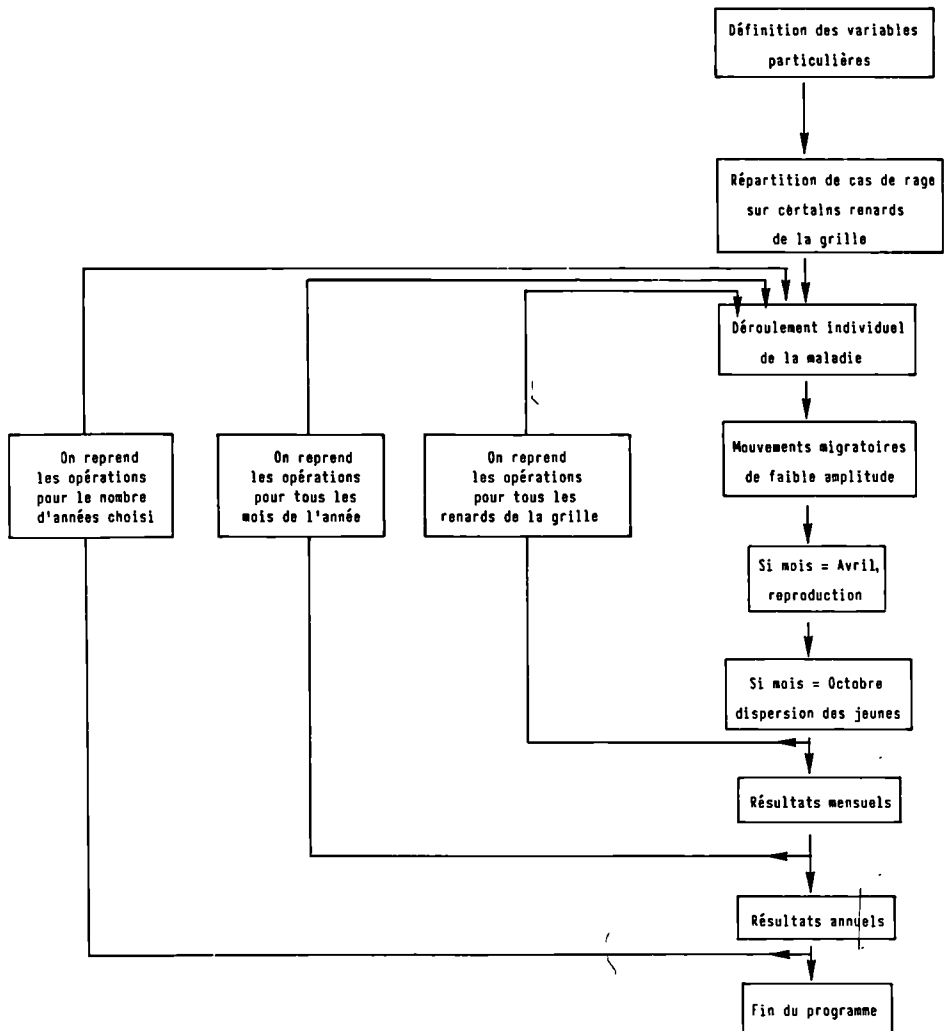 Définition des variables
particulières
Répartition de cas de rage
sur certains renards
de la grille
Déroulement individuel
de la maladie
On reprend
les opérations
pour le nombre
d'années choisi
On reprend
les opérations
pour tous les
mois de l'année
On reprend
les opérations
pour tous les
renards de la grille
Mouvements migratoires
de faible amplitude
Si mois = Avril,
reproduction
Si mois = Octobre
dispersion des jeunes
Résultats mensuels
Résultats annuels
Fin du programme